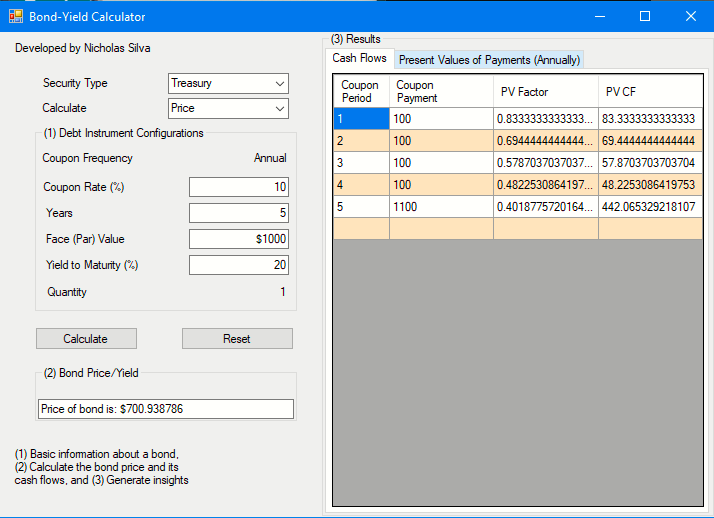 Bond-Yield Calculator
Developed by Nicholas Silva
Security Type Treasury
Calculate Price
(1) Debt Instrument Configurations
Coupon Frequency Annual
Coupon Rate (%) 10
Years 5
Face (Par) Value $1000
Yield to Maturity (%) 20
Quantity 1
Calculate Reset
(2) Bond Price/Yield
Price of bond is: $700.938786
(1) Basic information about a bond,
(2) Calculate the bond price and its
cash flows, and (3) Generate insights
(3) Results
Cash Flows Present Values of Payments (Annually)
Coupon Period Coupon Payment PV Factor PV CF
1 100 0.8333333333333... 83.3333333333333
2 100 0.6944444444444... 69.4444444444444
3 100 0.5787037037037... 57.8703703703704
4 100 0.4822530864197... 48.2253086419753
5 1100 0.4018775720164... 442.065329218107